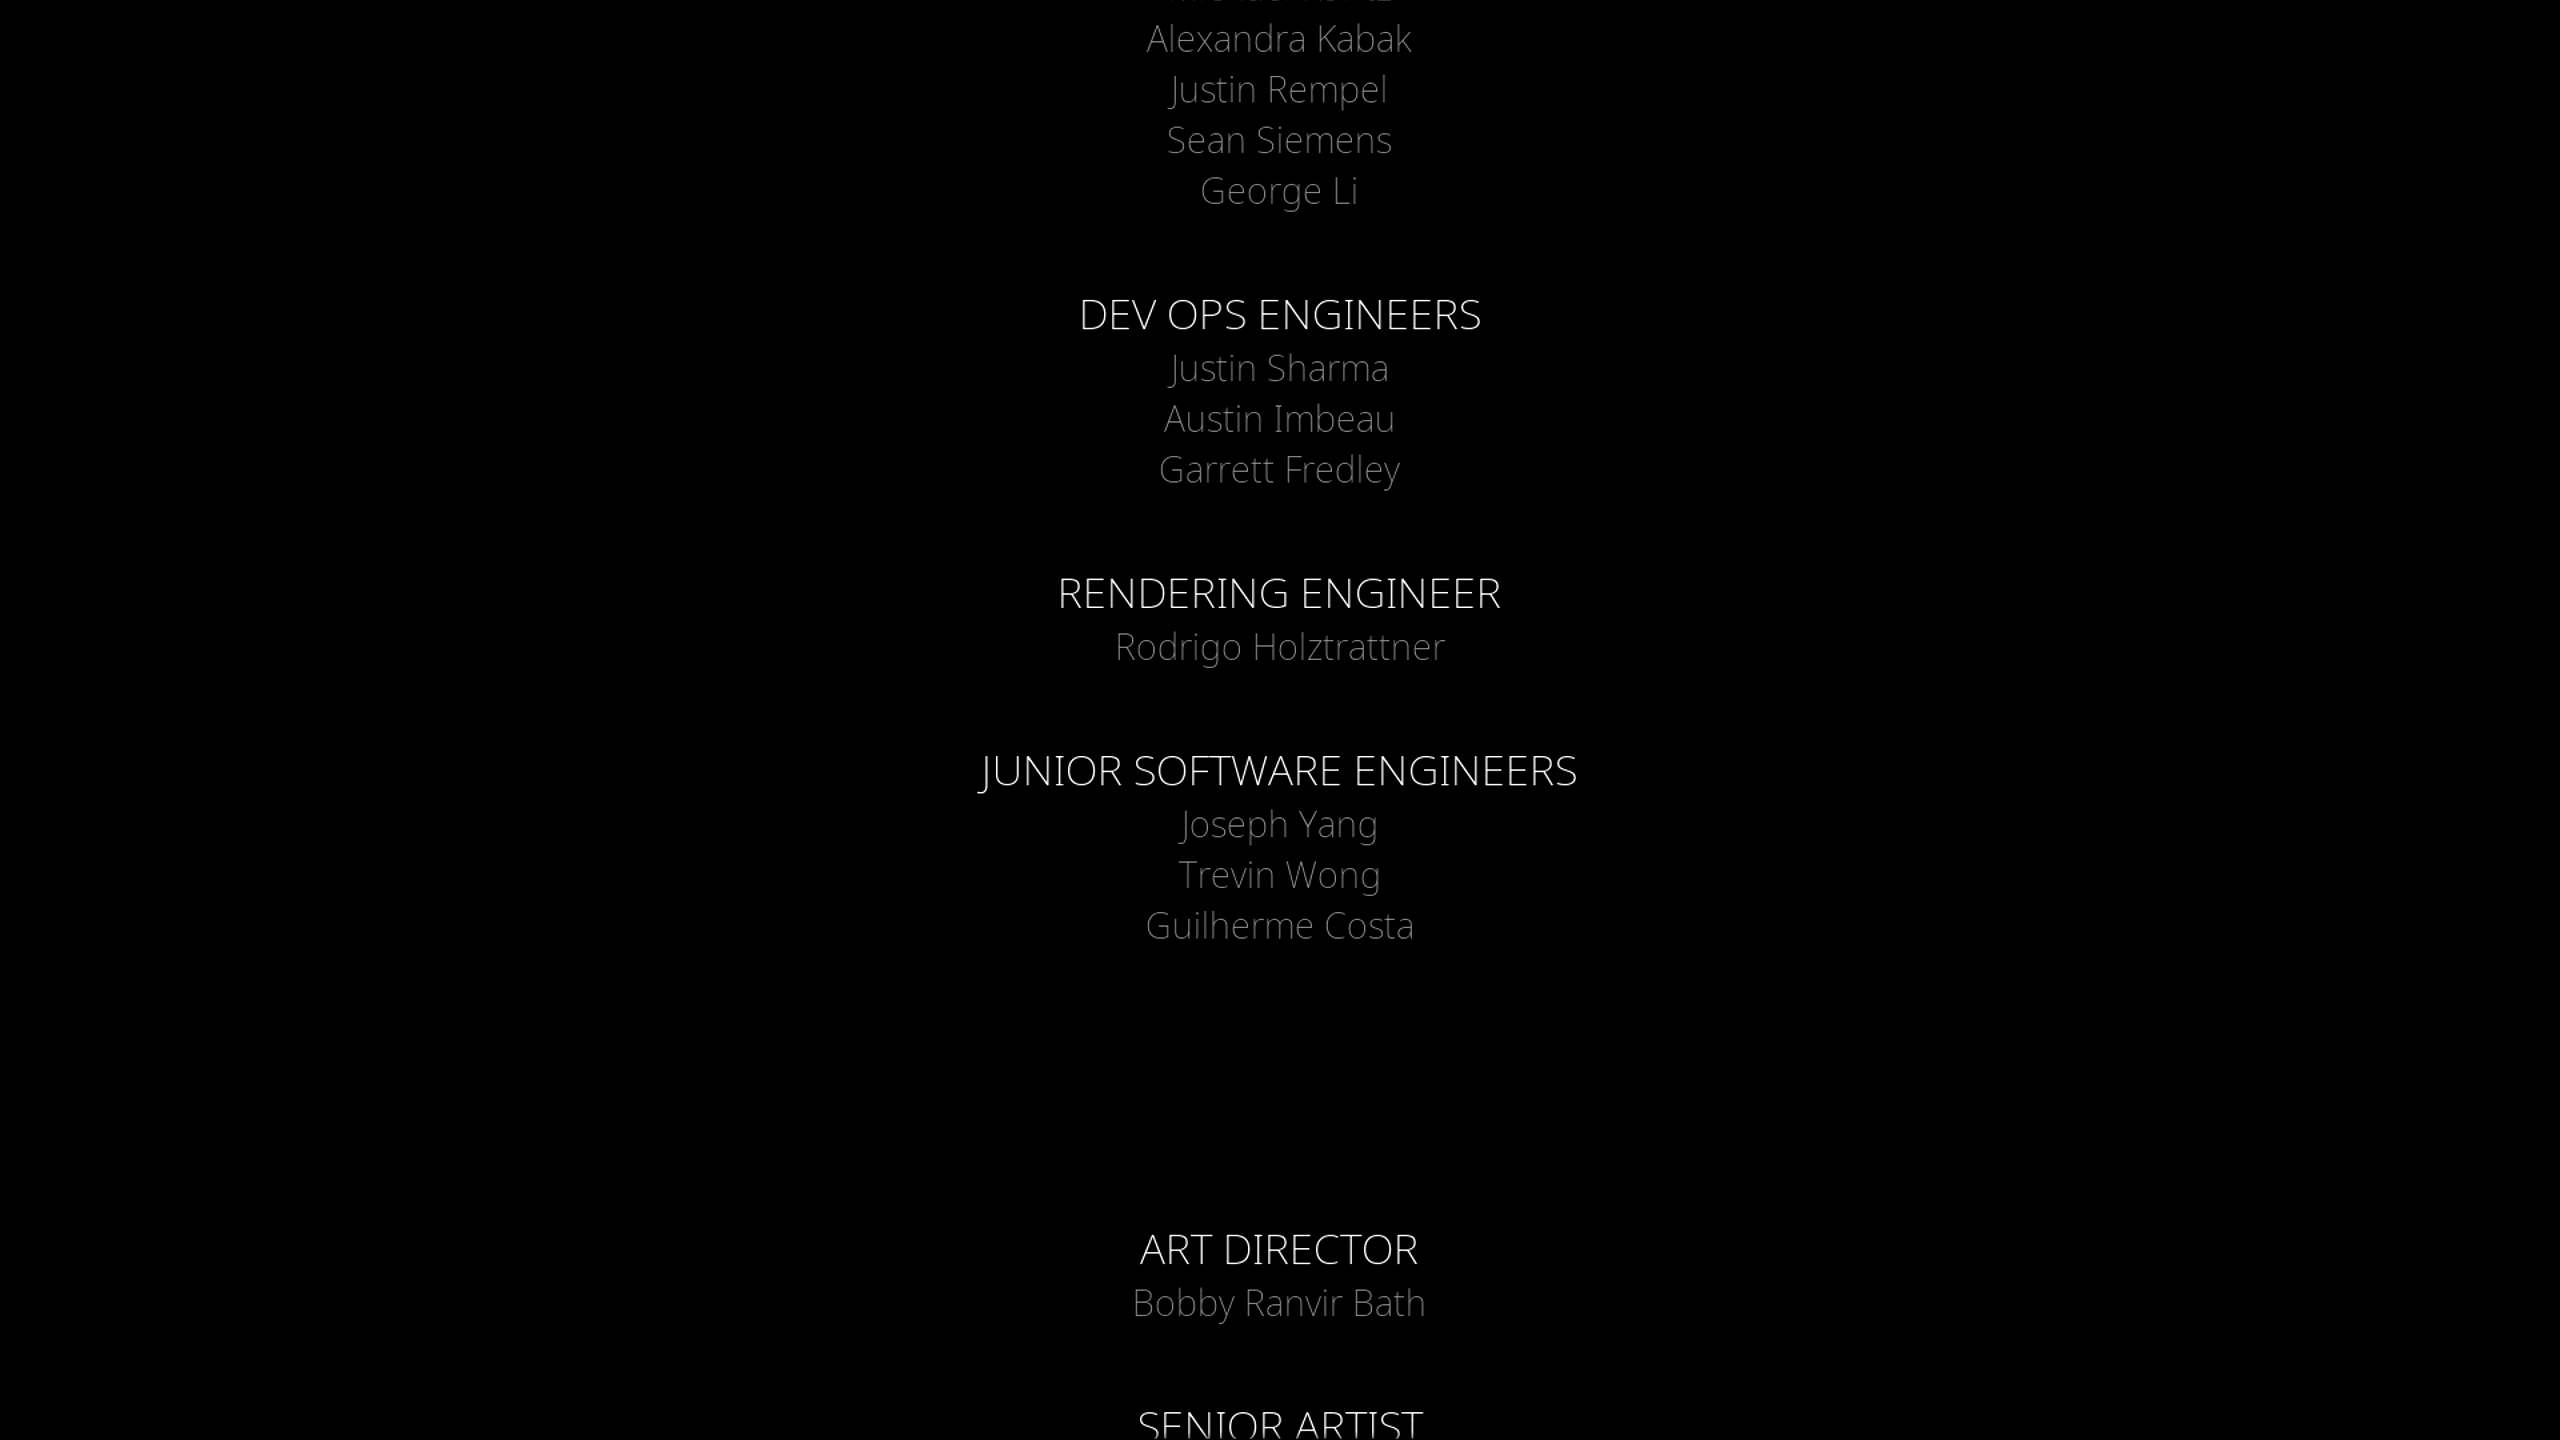 Alexandra Kabak
Justin Rempel
Sean Siemens
George Li
DEV OPS ENGINEERS
Justin Sharma
Austin Imbeau
Garrett Fredley
RENDERING ENGINEER
Rodrigo Holztrattner
JUNIOR SOFTWARE ENGINEERS
Joseph Yang
Trevin Wong
Guilherme Costa
ART DIRECTOR
Bobby Ranvir Bath
SENIOR ARTIST